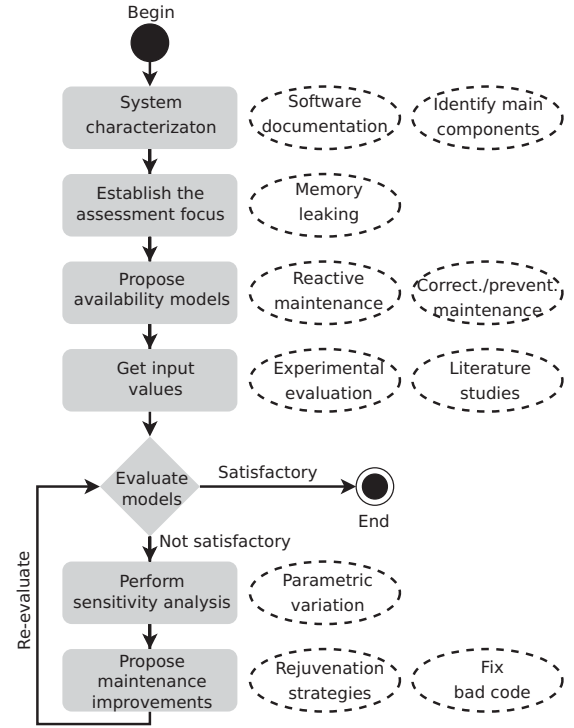 Begin
System
characterizaton
Software
documentation
Identify main
components
Establish the
assessment focus
Memory
leaking
Propose
availability models
Reactive
maintenance
Correct./prevent.
maintenance
Get input
values
Experimental
evaluation
Literature
studies
Evaluate
models
Satisfactory
End
Not satisfactory
Re-evaluate
Perform
sensitivity analysis
Parametric
variation
Propose
maintenance
improvements
Rejuvenation
strategies
Fix
bad code